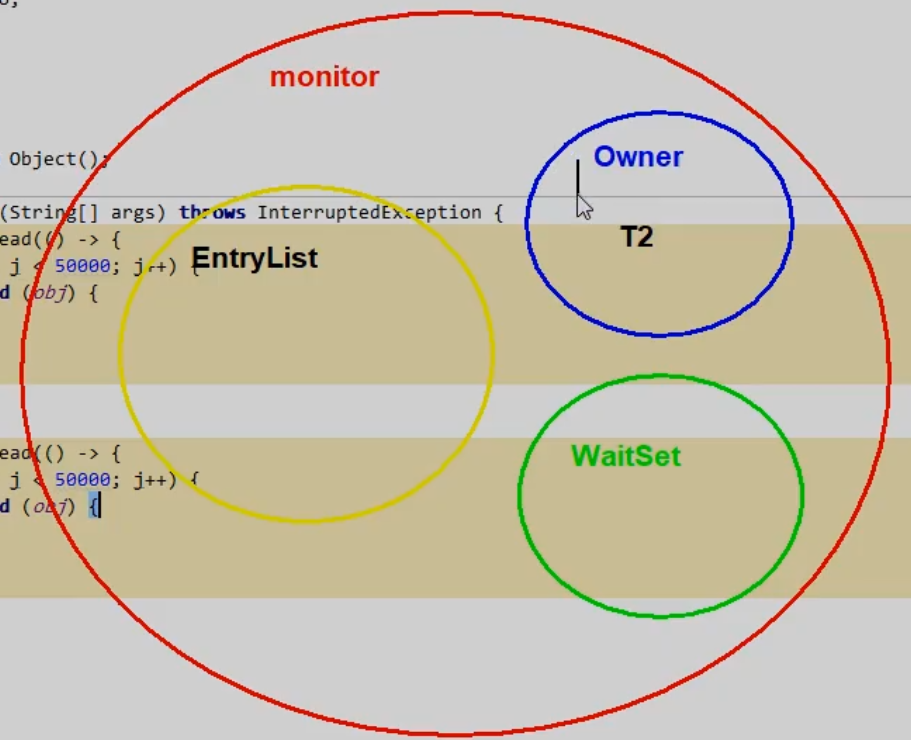 monitor
Object();
Owner
(String[] args) throws InterruptedException {
T2
ead(() -> {
EntryList
j < 50000; j++) {
d (obj) {
ead(() -> {
WaitSet
j < 50000; j++) {
d (obj) {